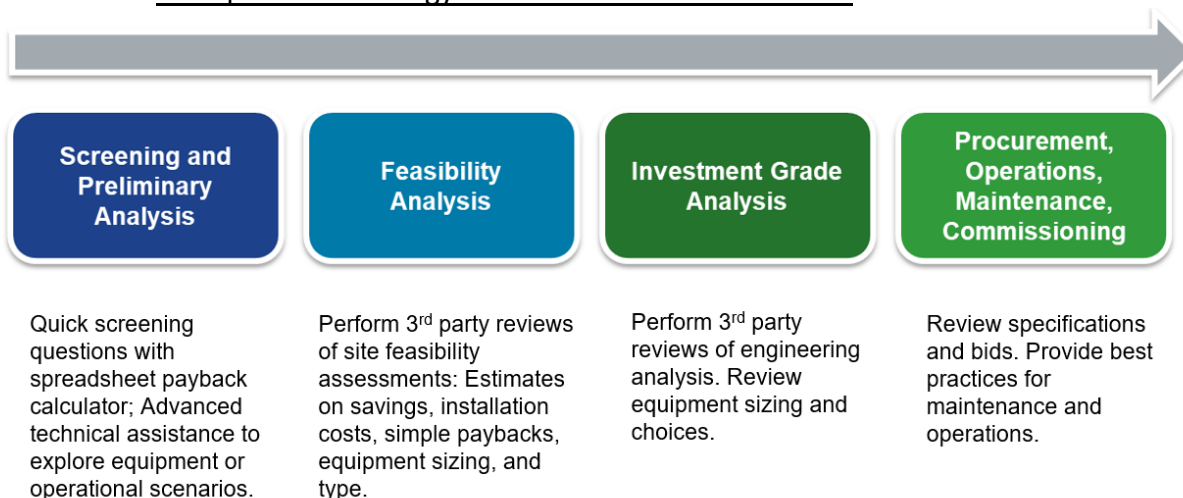 Screening and
Preliminary
Analysis
Feasibility
Analysis
Investment Grade
Analysis
Procurement,
Operations,
Maintenance,
Commissioning
Quick screening
questions with
spreadsheet payback
calculator; Advanced
technical assistance to
explore equipment or
operational scenarios.
Perform 3rd party reviews
of site feasibility
assessments: Estimates
on savings, installation
costs, simple paybacks,
equipment sizing, and
type.
Perform 3rd party
reviews of engineering
analysis. Review
equipment sizing and
choices.
Review specifications
and bids. Provide best
practices for
maintenance and
operations.